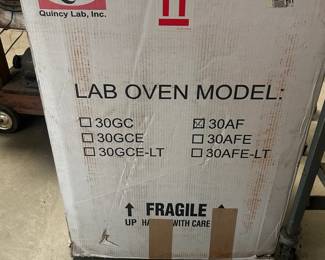 Quincy Lab, Inc.
LAB OVEN MODEL:
☐ 30GC ☒ 30AF
☐ 30GCE ☐ 30AFE
☐ 30GCE-LT ☐ 30AFE-LT
↑ FRAGILE ↑
UP WITH CARE